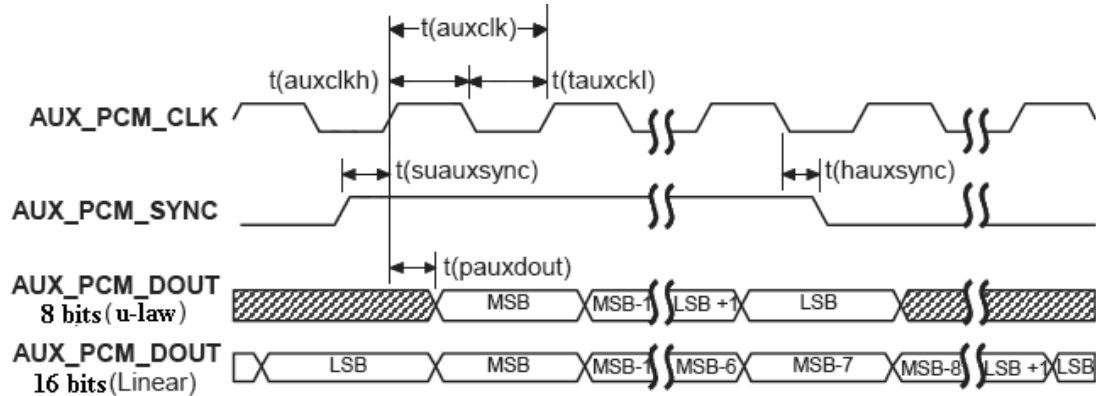 t(auxclk)
t(auxclkh) t(tauxckl)
AUX_PCM_CLK
t(suauxsync) t(hauxsync)
AUX_PCM_SYNC
t(pauxdout)
AUX_PCM_DOUT
8 bits(u-law) MSB MSB-1 LSB +1 LSB
AUX_PCM_DOUT
16 bits(Linear) LSB MSB MSB-1 MSB-6 MSB-7 MSB-8 LSB +1 LSB